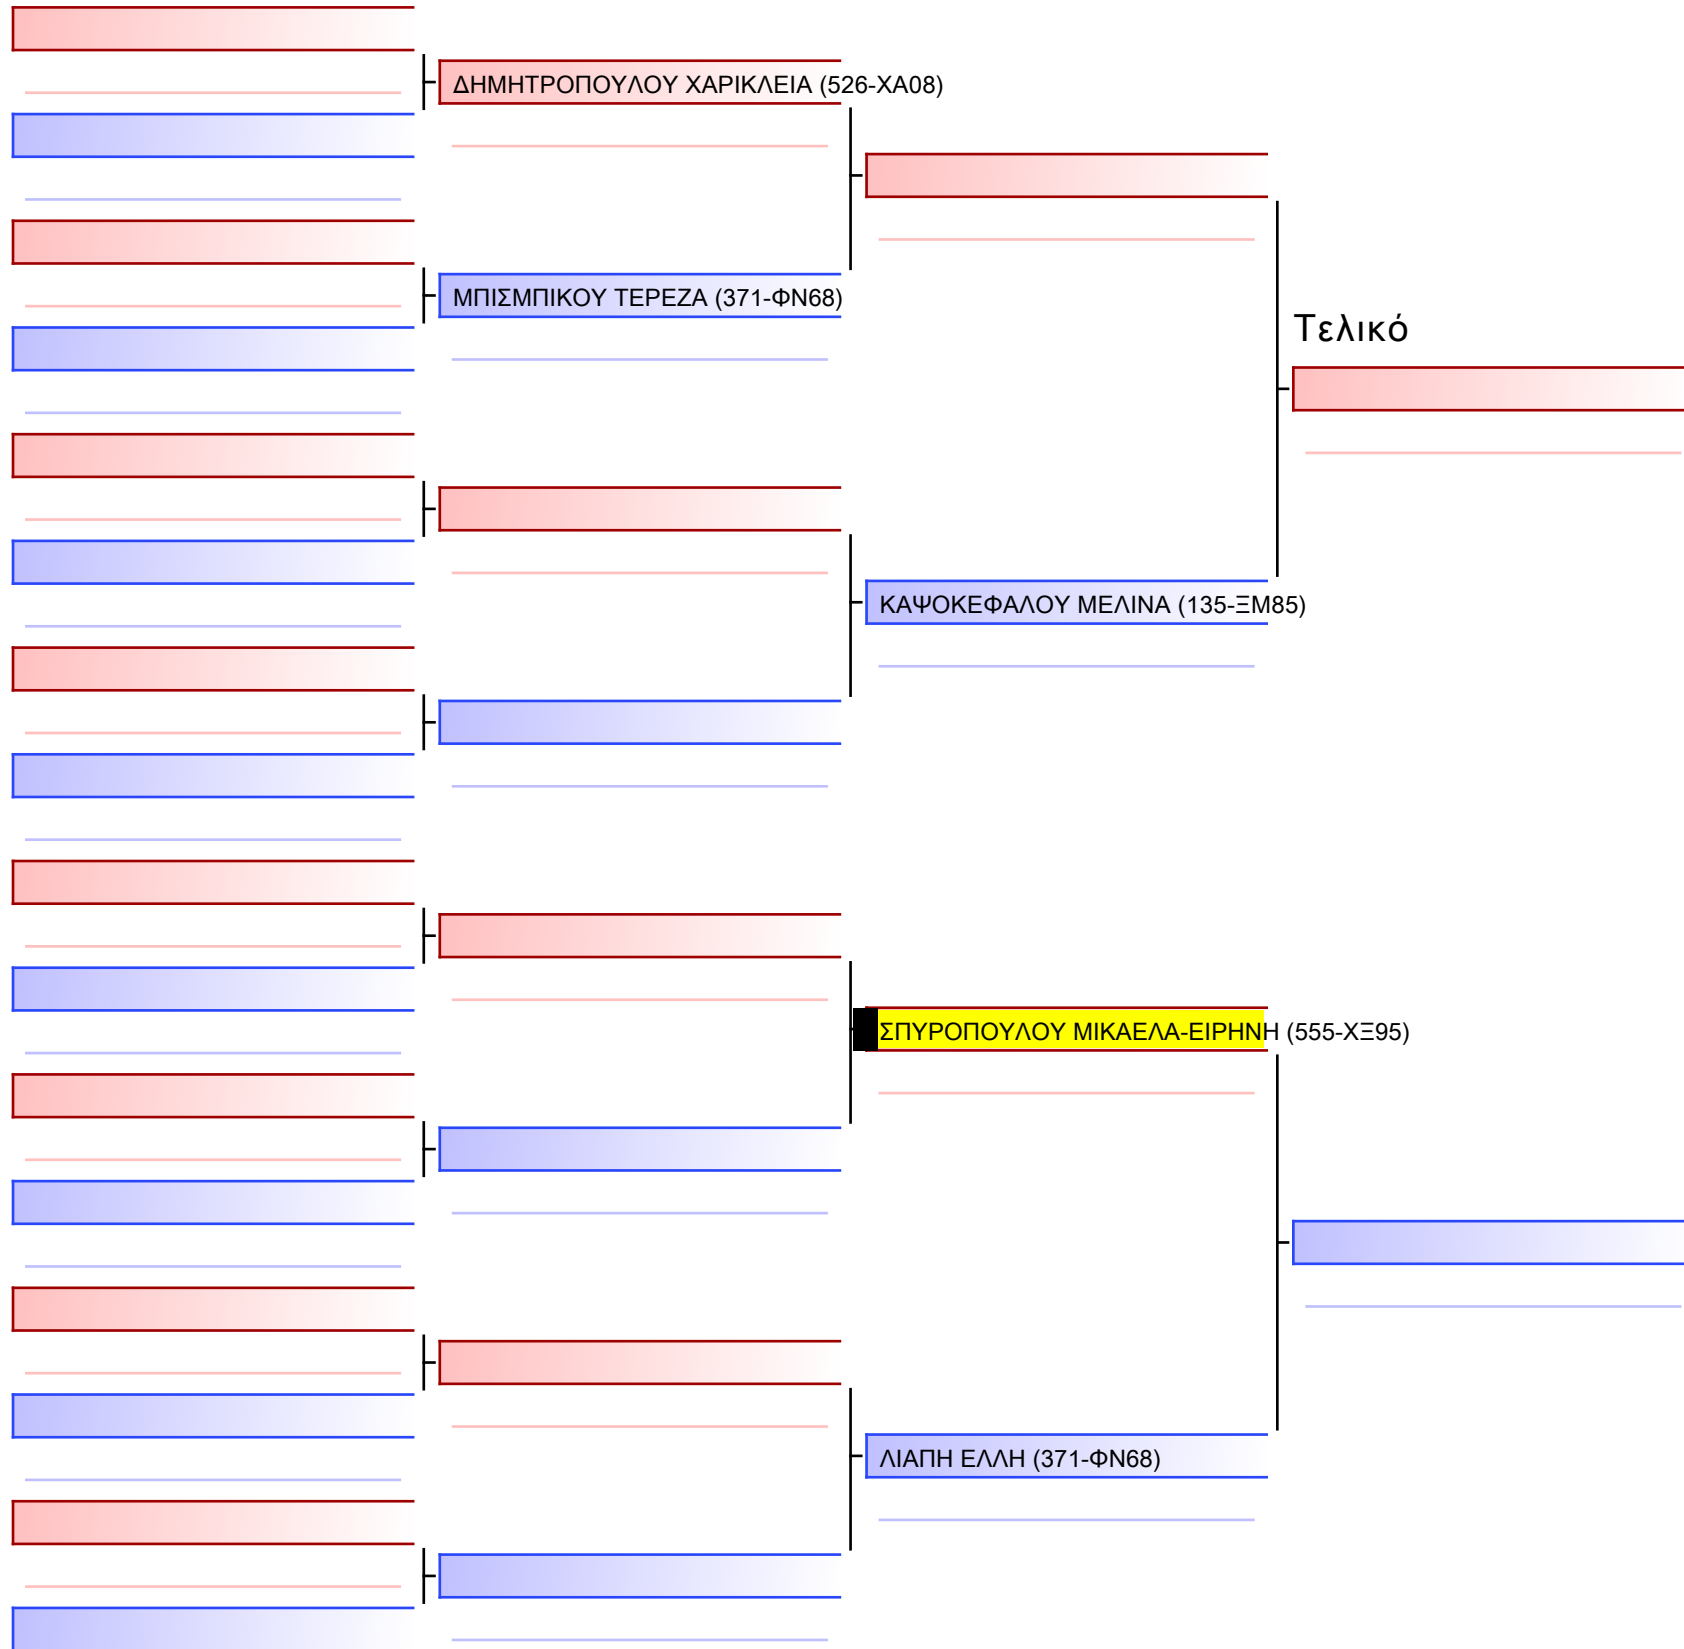 ΔΗΜΗΤΡΟΠΟΥΛΟΥ ΧΑΡΙΚΛΕΙΑ (526-ΧΑ08)
ΜΠΙΣΜΠΙΚΟΥ ΤΕΡΕΖΑ (371-ΦΝ68)
Τελικό
ΚΑΨΟΚΕΦΑΛΟΥ ΜΕΛΙΝΑ (135-ΞΜ85)
ΣΠΥΡΟΠΟΥΛΟΥ ΜΙΚΑΕΛΑ-ΕΙΡΗΝΗ (555-ΧΞ95)
ΛΙΑΠΗ ΕΛΛΗ (371-ΦΝ68)